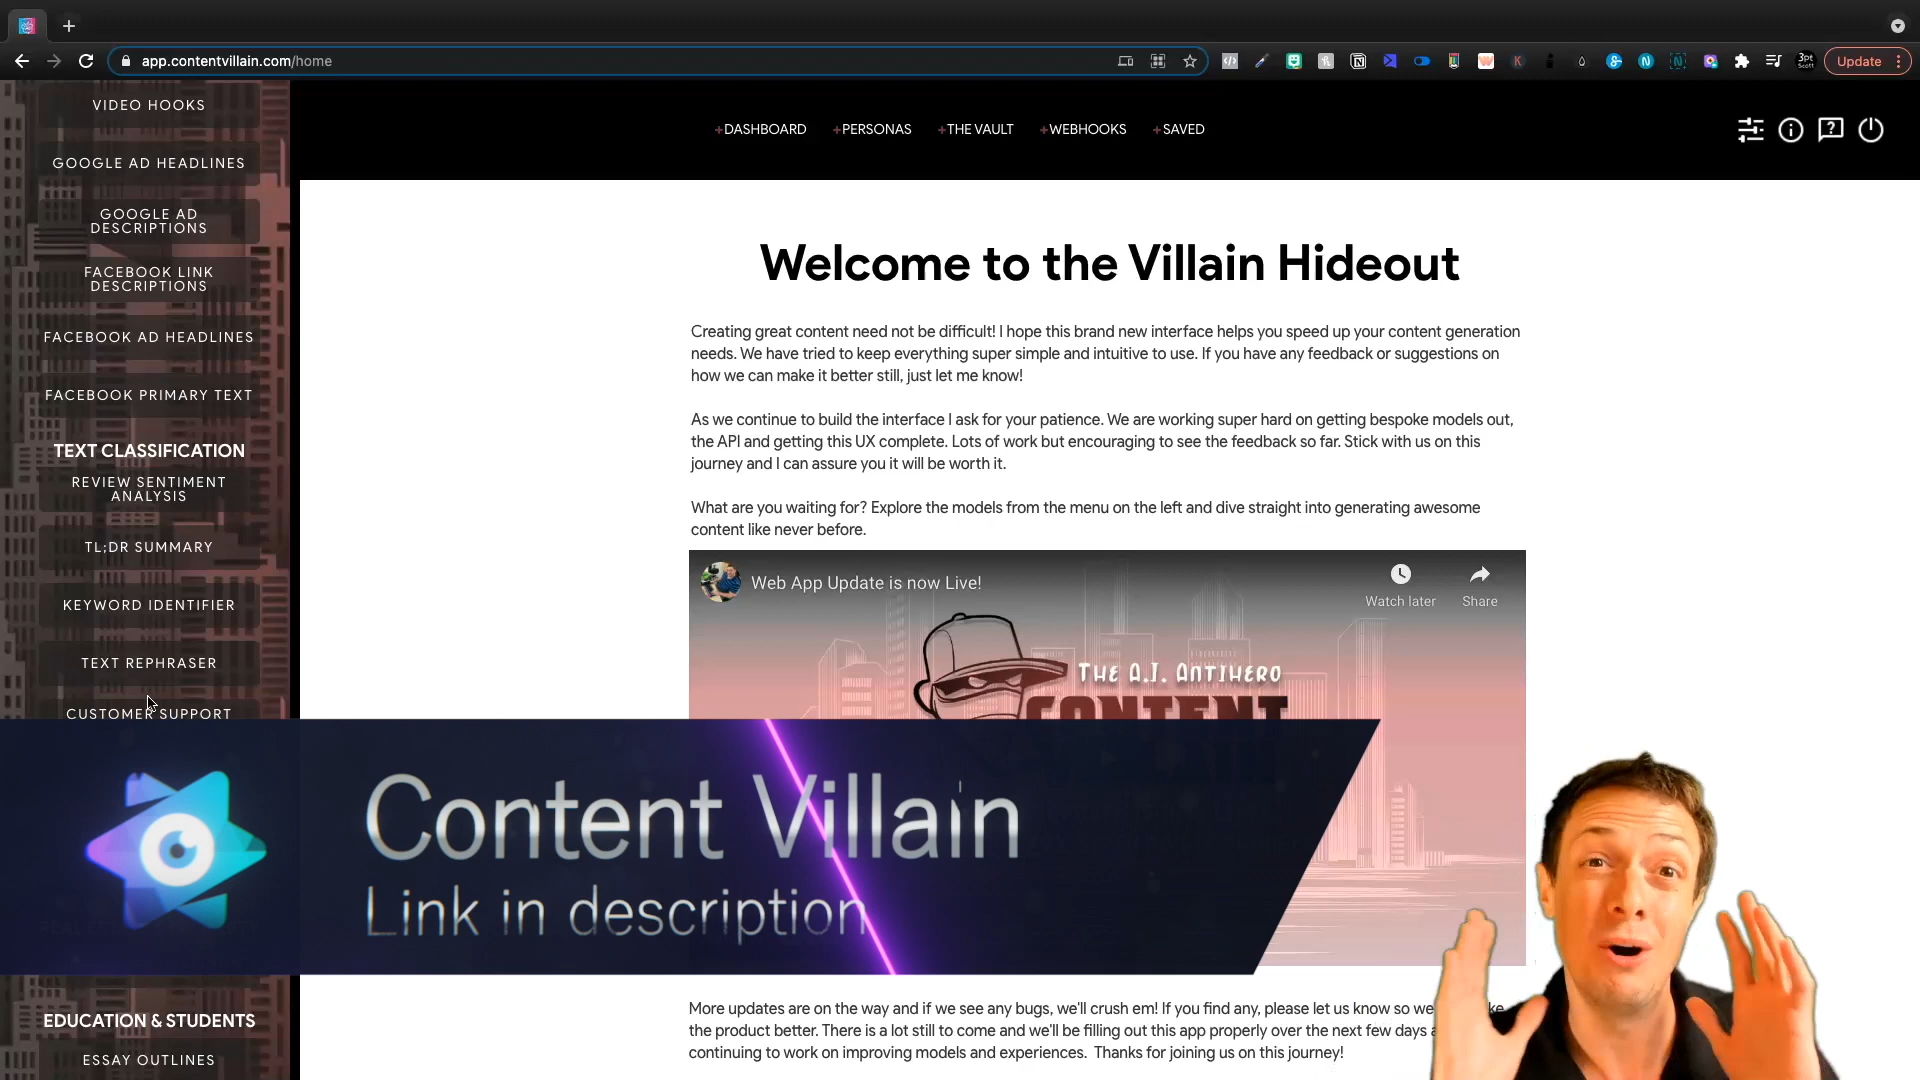 app.contentvillain.com/home
Update
VIDEO HOOKS
GOOGLE AD HEADLINES
GOOGLE AD
DESCRIPTIONS
FACEBOOK LINK
DESCRIPTIONS
FACEBOOK AD HEADLINES
FACEBOOK PRIMARY TEXT
TEXT CLASSIFICATION
REVIEW SENTIMENT
ANALYSIS
TL;DR SUMMARY
KEYWORD IDENTIFIER
TEXT REPHRASER
CUSTOMER SUPPORT
EDUCATION & STUDENTS
ESSAY OUTLINES
+DASHBOARD +PERSONAS +THE VAULT +WEBHOOKS +SAVED
Welcome to the Villain Hideout
Creating great content need not be difficult! I hope this brand new interface helps you speed up your content generation
needs. We have tried to keep everything super simple and intuitive to use. If you have any feedback or suggestions on
how we can make it better still, just let me know!
As we continue to build the interface I ask for your patience. We are working super hard on getting bespoke models out,
the API and getting this UX complete. Lots of work but encouraging to see the feedback so far. Stick with us on this
journey and I can assure you it will be worth it.
What are you waiting for? Explore the models from the menu on the left and dive straight into generating awesome
content like never before.
Web App Update is now Live!
Watch later
Share
THE A.I. ANTIHERO
CONTENT
Content Villain
Link in description
More updates are on the way and if we see any bugs, we'll crush em! If you find any, please let us know so we
the product better. There is a lot still to come and we'll be filling out this app properly over the next few days
continuing to work on improving models and experiences. Thanks for joining us on this journey!